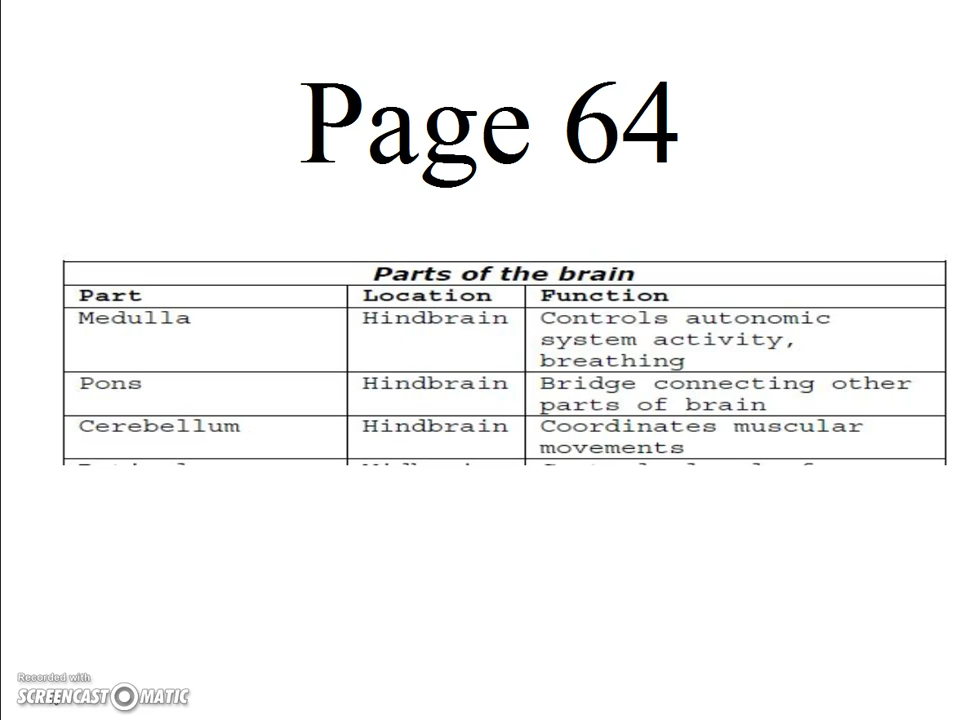 Page 64
Parts of the brain
Part Location Function
Medulla Hindbrain Controls autonomic
system activity,
breathing
Pons Hindbrain Bridge connecting other
parts of brain
Cerebellum Hindbrain Coordinates muscular
movements
Recorded with
SCREENCAST-O-MATIC